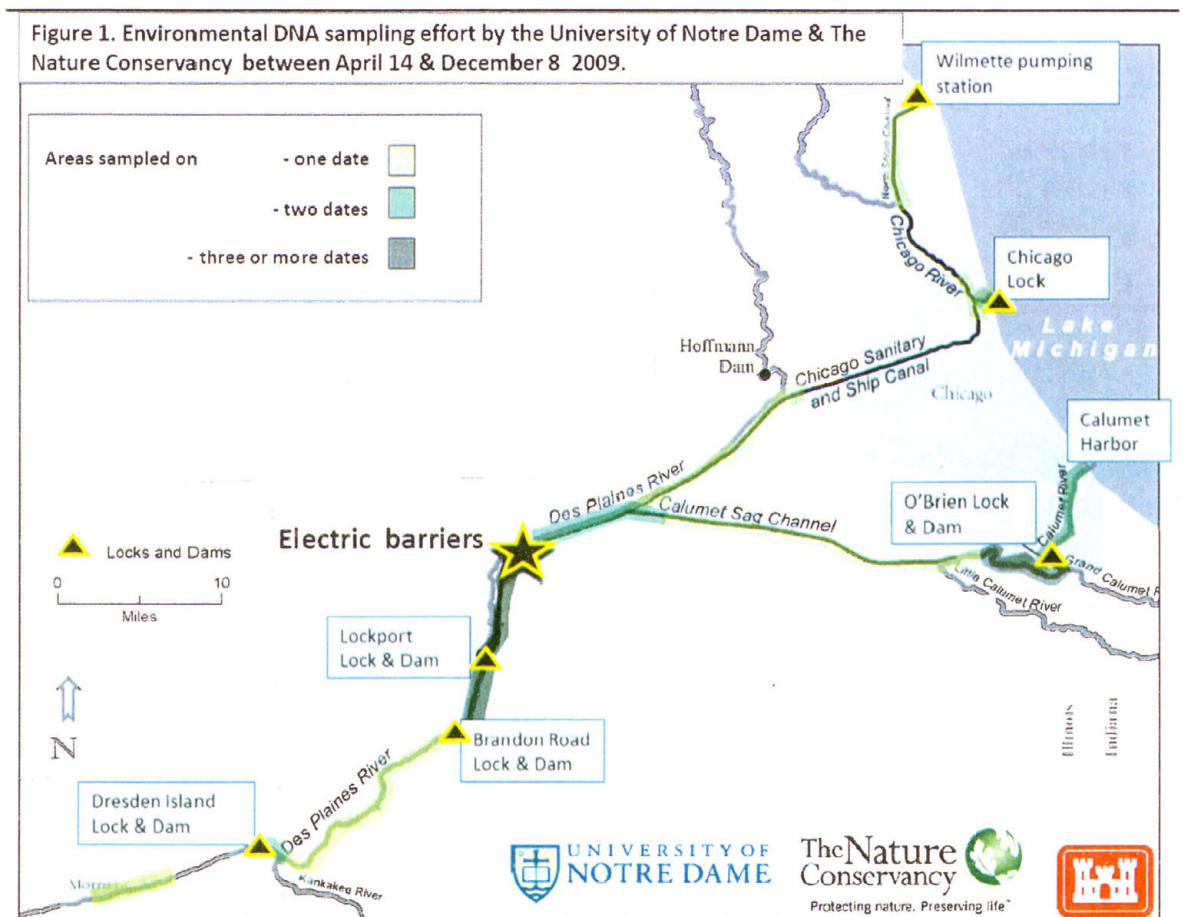 Figure 1. Environmental DNA sampling effort by the University of Notre Dame & The
Nature Conservancy between April 14 & December 8 2009.
Wilmette pumping
station
Areas sampled on
- one date
- two dates
- three or more dates
North Shore Channel
Chicago River
Chicago
Lock
Lake
Michigan
Hoffmann
Dam
Chicago Sanitary
and Ship Canal
Chicago
Calumet
Harbor
Des Plaines River
Calumet Sag Channel
O'Brien Lock
& Dam
Calumet River
Electric barriers
Locks and Dams
0 10
Miles
Grand Calumet
Little Calumet River
Lockport
Lock & Dam
N
Brandon Road
Lock & Dam
Illinois
Indiana
Des Plaines River
Dresden Island
Lock & Dam
Kankakee River
UNIVERSITY OF
NOTRE DAME
The Nature
Conservancy
Protecting nature. Preserving life.™